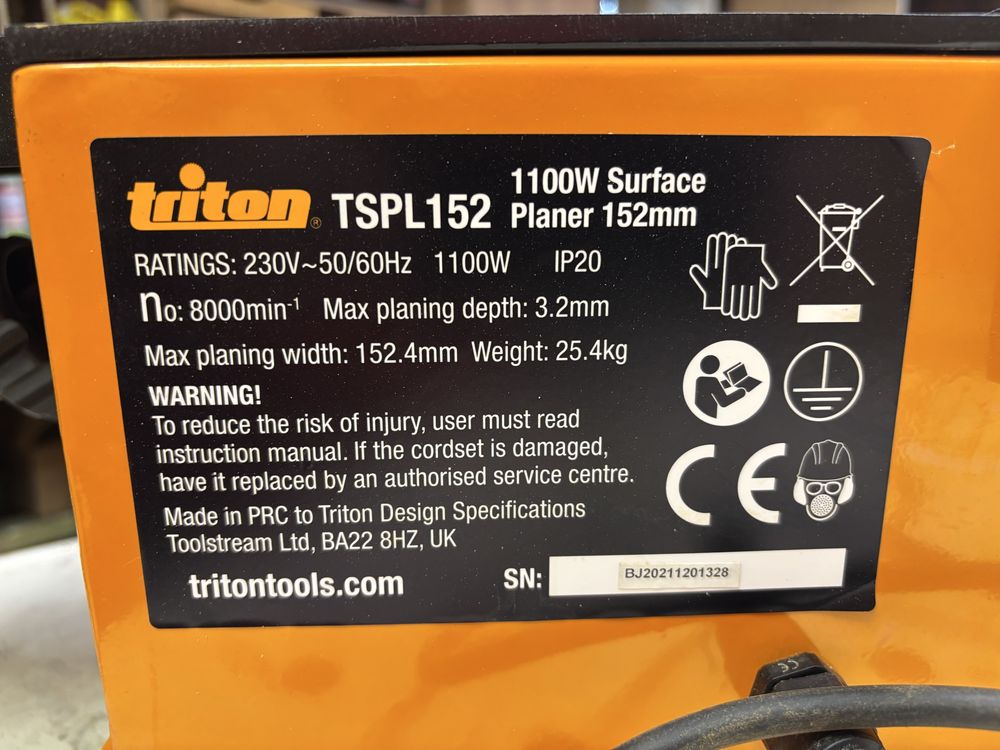 triton® TSPL152 1100W Surface
Planer 152mm
RATINGS: 230V~50/60Hz 1100W IP20
no: 8000min⁻¹ Max planing depth: 3.2mm
Max planing width: 152.4mm Weight: 25.4kg
WARNING!
To reduce the risk of injury, user must read
instruction manual. If the cordset is damaged,
have it replaced by an authorised service centre.
Made in PRC to Triton Design Specifications
Toolstream Ltd, BA22 8HZ, UK
CE
tritontools.com SN: BJ20211201328